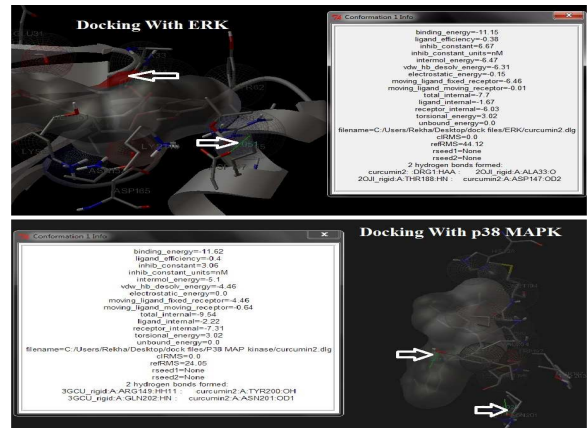 Docking With ERK
Conformation 1 Info
binding_energy=-11.15
ligand_efficiency=-0.38
inhib_constant=6.67
inhib_constant_units=nM
intermol_energy=-6.47
vdw_hb_desolv_energy=-6.31
electrostatic_energy=-0.15
moving_ligand_fixed_receptor=-6.46
moving_ligand_moving_receptor=-0.01
total_internal=-7.7
ligand_internal=-1.67
receptor_internal=-6.03
torsional_energy=3.02
unbound_energy=0.0
filename=C:/Users/Rekha/Desktop/dock files/ERK/curcumin2.dlg
clRMS=0.0
refRMS=44.12
rseed1=None
rseed2=None
2 hydrogen bonds formed:
curcumin2: :DRG1:HAA : 2OJI_rigid:A:ALA33:O
2OJI_rigid:A:THR188:HN : curcumin2:A:ASP147:OD2
ASP165
Docking With p38 MAPK
Conformation 1 Info
binding_energy=-11.62
ligand_efficiency=-0.4
inhib_constant=3.06
inhib_constant_units=nM
intermol_energy=-5.1
vdw_hb_desolv_energy=-4.46
electrostatic_energy=0.0
moving_ligand_fixed_receptor=-4.46
moving_ligand_moving_receptor=-0.64
total_internal=-9.54
ligand_internal=-2.22
receptor_internal=-7.31
torsional_energy=3.02
unbound_energy=0.0
filename=C:/Users/Rekha/Desktop/dock files/P38 MAP kinase/curcumin2.dlg
clRMS=0.0
refRMS=24.05
rseed1=None
rseed2=None
2 hydrogen bonds formed:
3GCU_rigid:A:ARG149:HH11 : curcumin2:A:TYR200:OH
3GCU_rigid:A:GLN202:HN : curcumin2:A:ASN201:OD1